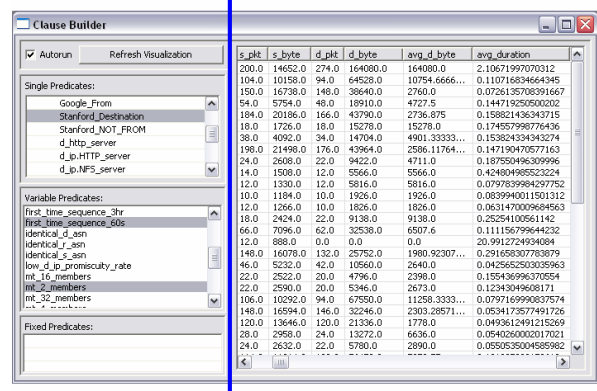 Clause Builder
Autorun Refresh Visualization
Single Predicates:
Google_From
Stanford_Destination
Stanford_NOT_FROM
d_http_server
d_ip.HTTP_server
d_ip.NFS_server
Variable Predicates:
first_time_sequence_3hr
first_time_sequence_60s
identical_d_asn
identical_r_asn
identical_s_asn
low_d_ip_promiscuity_rate
mt_16_members
mt_2_members
mt_32_members
Fixed Predicates:
s_pkt s_byte d_pkt d_byte avg_d_byte avg_duration
200.0 14652.0 274.0 164080.0 164080.0 2.10671997070312
104.0 10158.0 94.0 64528.0 10754.6666... 0.110716834664345
150.0 16738.0 148.0 38640.0 2760.0 0.0726135708391667
54.0 5754.0 48.0 18910.0 4727.5 0.144719250500202
184.0 20186.0 166.0 43790.0 2736.875 0.158821436343715
18.0 1726.0 18.0 15278.0 15278.0 0.174557998776436
38.0 4092.0 34.0 14704.0 4901.33333... 0.153824334343274
198.0 21498.0 176.0 43964.0 2586.11764... 0.147190470577163
24.0 2608.0 22.0 9422.0 4711.0 0.187550496309996
14.0 1508.0 12.0 5566.0 5566.0 0.424804985523224
12.0 1330.0 12.0 5816.0 5816.0 0.0797839984297752
10.0 1184.0 10.0 1926.0 1926.0 0.0839940011501312
12.0 1266.0 10.0 1826.0 1826.0 0.0631470009684563
18.0 2424.0 22.0 9138.0 9138.0 0.25254100561142
66.0 7096.0 62.0 32538.0 6507.6 0.111156799644232
12.0 888.0 0.0 0.0 0.0 20.9912724934084
148.0 16078.0 132.0 25752.0 1980.92307... 0.291658307783879
46.0 5232.0 42.0 10560.0 2640.0 0.0425652503035963
22.0 2522.0 20.0 4796.0 2398.0 0.155436996370554
22.0 2590.0 20.0 5346.0 2673.0 0.12343049608171
106.0 10292.0 94.0 67550.0 11258.3333... 0.0797169990837574
148.0 16594.0 146.0 32246.0 2303.28571... 0.0534173577491726
120.0 13646.0 120.0 21336.0 1778.0 0.0493612491215269
28.0 2958.0 24.0 13272.0 6636.0 0.0540260002017021
24.0 2632.0 22.0 5780.0 2890.0 0.0550535004585982